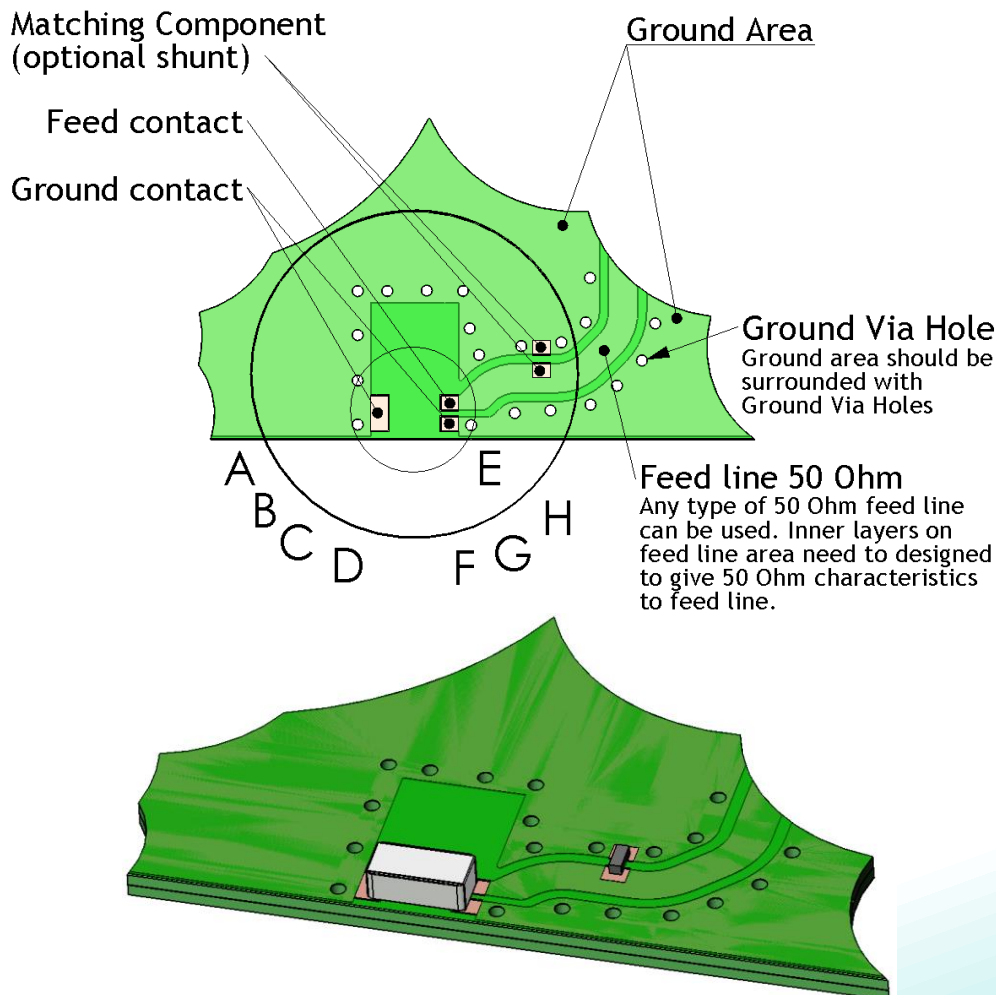 Matching Component
(optional shunt)
Ground Area
Feed contact
Ground contact
Ground Via Hole
Ground area should be
surrounded with
Ground Via Holes
A
B
C
D
E
F
G
H
Feed line 50 Ohm
Any type of 50 Ohm feed line
can be used. Inner layers on
feed line area need to designed
to give 50 Ohm characteristics
to feed line.